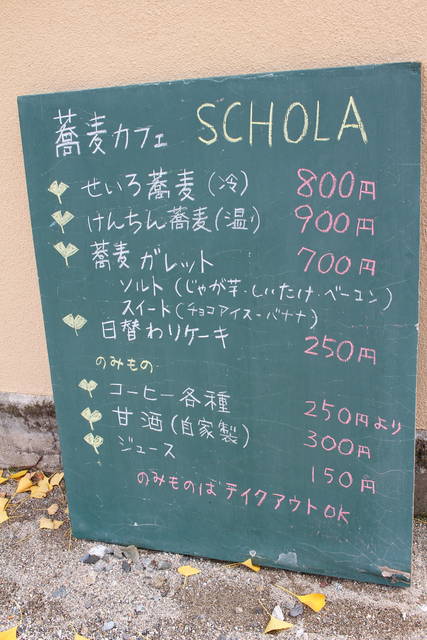 蕎麦カフェ SCHOLA
せいろ蕎麦(冷) 800円
けんちん蕎麦(温) 900円
蕎麦ガレット 700円
ソルト(じゃが芋・しいたけ・ベーコン)
スイート(チョコアイス・バナナ)
日替わりケーキ 250円
のみもの
コーヒー各種 250円より
甘酒(自家製) 300円
ジュース 150円
のみものはテイクアウトOK